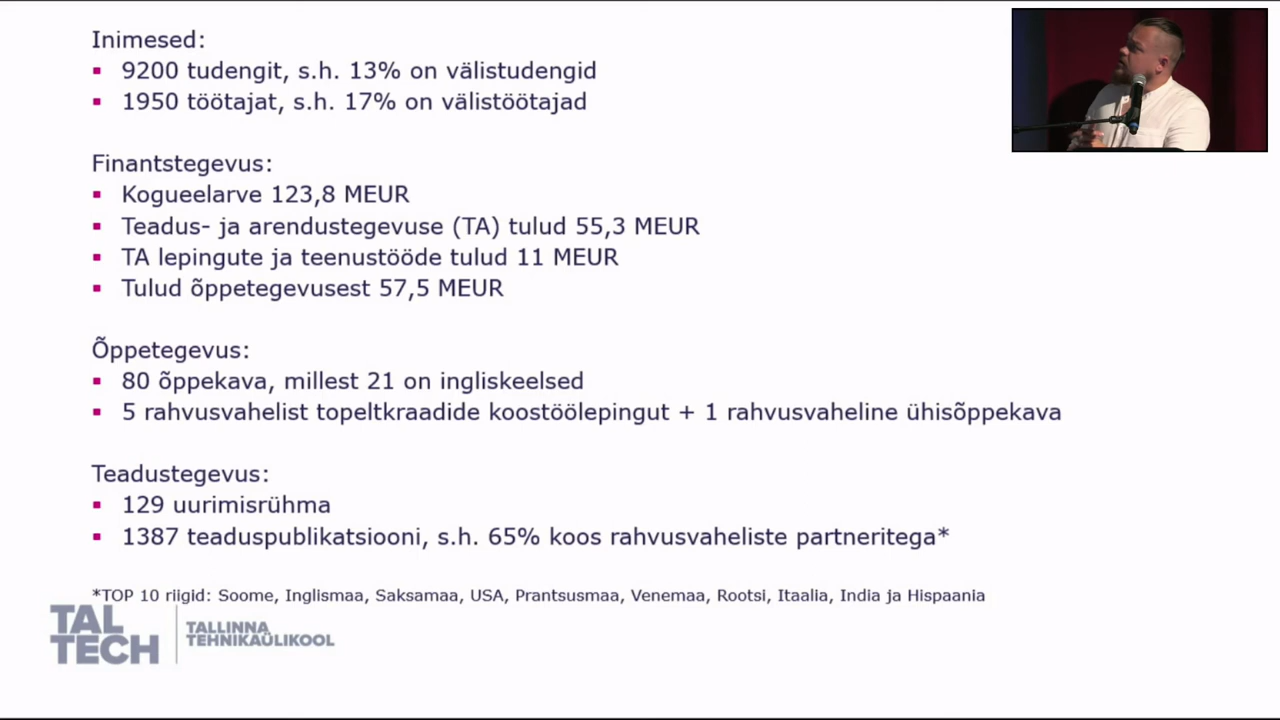 Inimesed:
▪ 9200 tudengit, s.h. 13% on välistudengid
▪ 1950 töötajat, s.h. 17% on välistöötajad
Finantstegevus:
▪ Kogueelarve 123,8 MEUR
▪ Teadus- ja arendustegevuse (TA) tulud 55,3 MEUR
▪ TA lepingute ja teenustööde tulud 11 MEUR
▪ Tulud õppetegevusest 57,5 MEUR
Õppetegevus:
▪ 80 õppekava, millest 21 on ingliskeelsed
▪ 5 rahvusvahelist topeltkraadide koostöölepingut + 1 rahvusvaheline ühisõppekava
Teadustegevus:
▪ 129 uurimisrühma
▪ 1387 teaduspublikatsiooni, s.h. 65% koos rahvusvaheliste partneritega*
*TOP 10 riigid: Soome, Inglismaa, Saksamaa, USA, Prantsusmaa, Venemaa, Rootsi, Itaalia, India ja Hispaania
TAL
TECH
TALLINNA
TEHNIKAÜLIKOOL